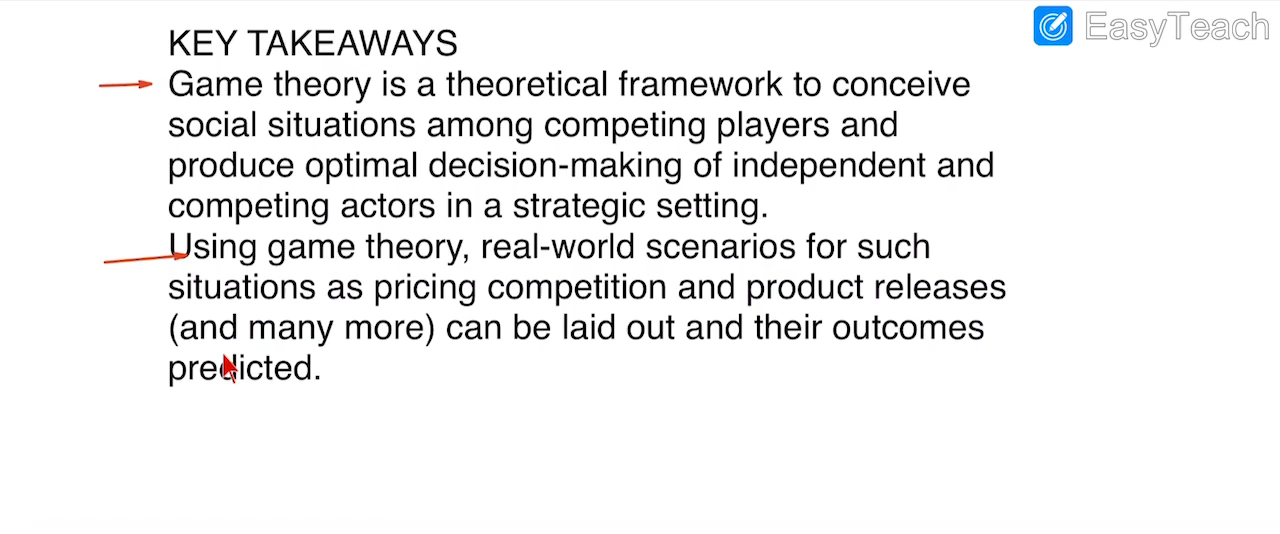 EasyTeach
KEY TAKEAWAYS
Game theory is a theoretical framework to conceive
social situations among competing players and
produce optimal decision-making of independent and
competing actors in a strategic setting.
Using game theory, real-world scenarios for such
situations as pricing competition and product releases
(and many more) can be laid out and their outcomes
predicted.